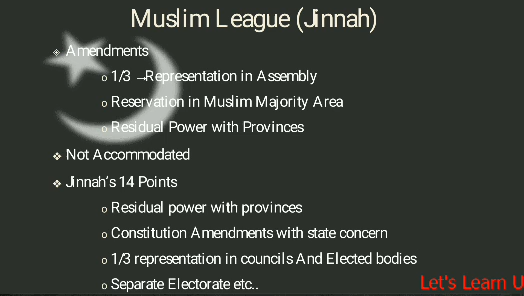 Muslim League (Jinnah)
❖ Amendments
o 1/3 → Representation in Assembly
o Reservation in Muslim Majority Area
o Residual Power with Provinces
❖ Not Accommodated
❖ Jinnah's 14 Points
o Residual power with provinces
o Constitution Amendments with state concern
o 1/3 representation in councils And Elected bodies
o Separate Electorate etc..
Let's Learn U